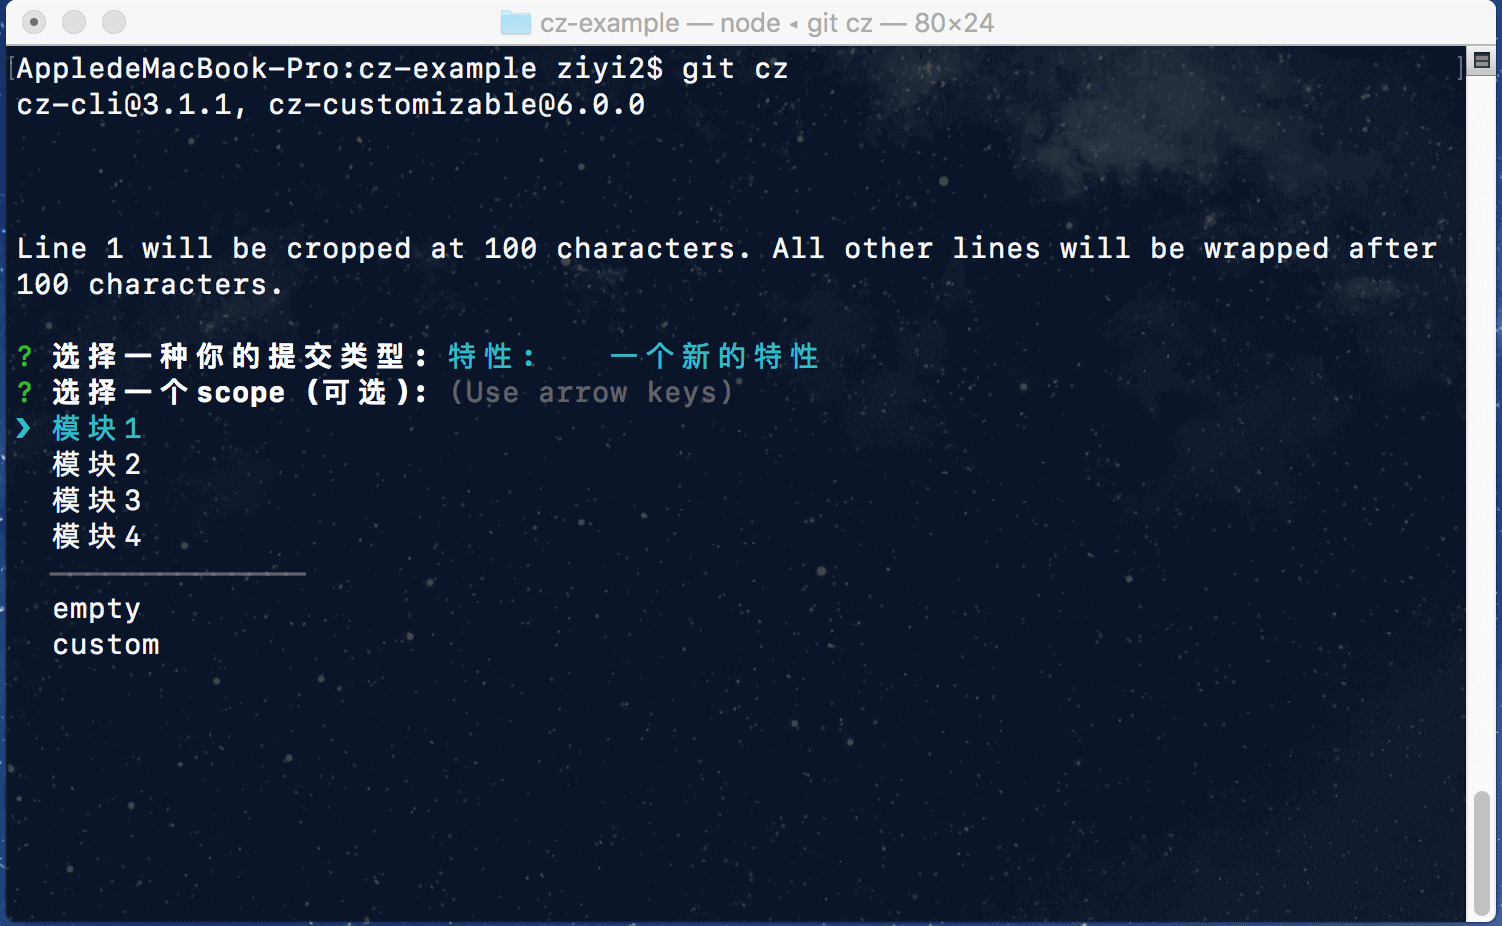 cz-example — node ◂ git cz — 80×24
AppledeMacBook-Pro:cz-example ziyi2$ git cz
cz-cli@3.1.1, cz-customizable@6.0.0
Line 1 will be cropped at 100 characters. All other lines will be wrapped after
100 characters.
? 选择一种你的提交类型: 特性:    一个新的特性
? 选择一个scope (可选): (Use arrow keys)
❯ 模块1
模块2
模块3
模块4
──────────────
empty
custom